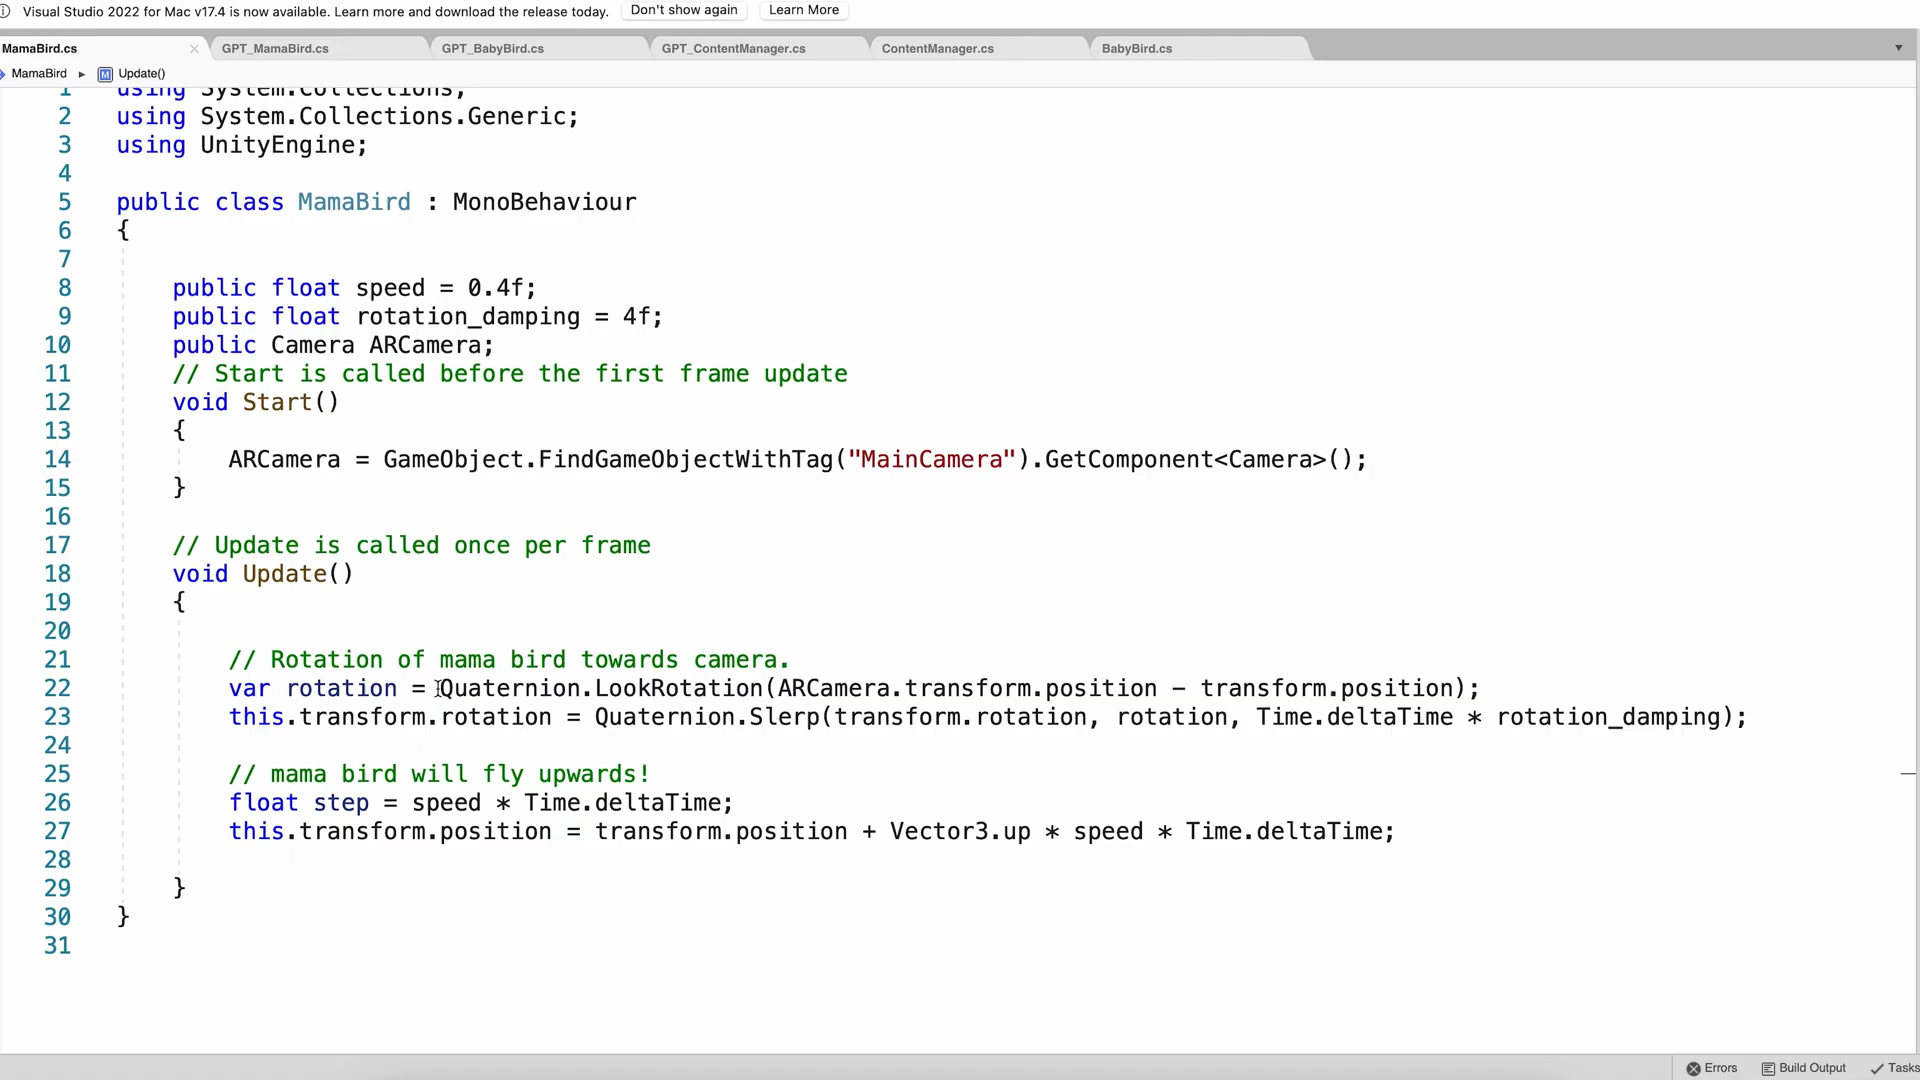 Visual Studio 2022 for Mac v17.4 is now available. Learn more and download the release today. Don't show again Learn More
MamaBird.cs GPT_MamaBird.cs GPT_BabyBird.cs GPT_ContentManager.cs ContentManager.cs BabyBird.cs
MamaBird ▸ M Update()
1 using System.Collections;
2 using System.Collections.Generic;
3 using UnityEngine;
4
5 public class MamaBird : MonoBehaviour
6 {
7
8 public float speed = 0.4f;
9 public float rotation_damping = 4f;
10 public Camera ARCamera;
11 // Start is called before the first frame update
12 void Start()
13 {
14 ARCamera = GameObject.FindGameObjectWithTag("MainCamera").GetComponent<Camera>();
15 }
16
17 // Update is called once per frame
18 void Update()
19 {
20
21 // Rotation of mama bird towards camera.
22 var rotation = Quaternion.LookRotation(ARCamera.transform.position - transform.position);
23 this.transform.rotation = Quaternion.Slerp(transform.rotation, rotation, Time.deltaTime * rotation_damping);
24
25 // mama bird will fly upwards!
26 float step = speed * Time.deltaTime;
27 this.transform.position = transform.position + Vector3.up * speed * Time.deltaTime;
28
29 }
30 }
31
Errors Build Output Tasks